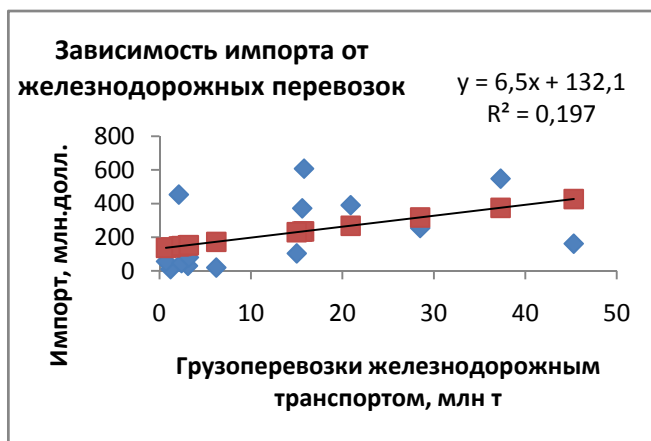 Зависимость импорта от
железнодорожных перевозок
y = 6,5x + 132,1
R² = 0,197
Импорт, млн.долл.
800
600
400
200
0
0 10 20 30 40 50
Грузоперевозки железнодорожным
транспортом, млн т